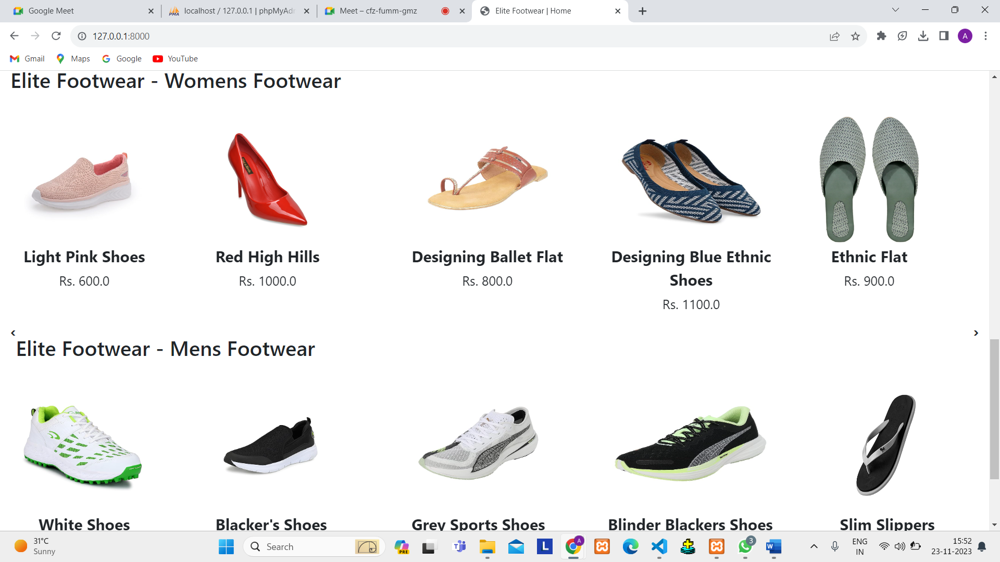 Google Meet
localhost / 127.0.0.1 | phpMyAdr
Meet – cfz-fumm-gmz
Elite Footwear | Home
127.0.0.1:8000
A
Gmail
Maps
Google
YouTube
Elite Footwear - Womens Footwear
Light Pink Shoes
Rs. 600.0
Red High Hills
Rs. 1000.0
Designing Ballet Flat
Rs. 800.0
Designing Blue Ethnic
Shoes
Rs. 1100.0
Ethnic Flat
Rs. 900.0
‹
›
Elite Footwear - Mens Footwear
White Shoes
Blacker's Shoes
Grey Sports Shoes
Blinder Blackers Shoes
Slim Slippers
31°C
Sunny
Search
PRE
L
A
3
W
ENG
IN
15:52
23-11-2023